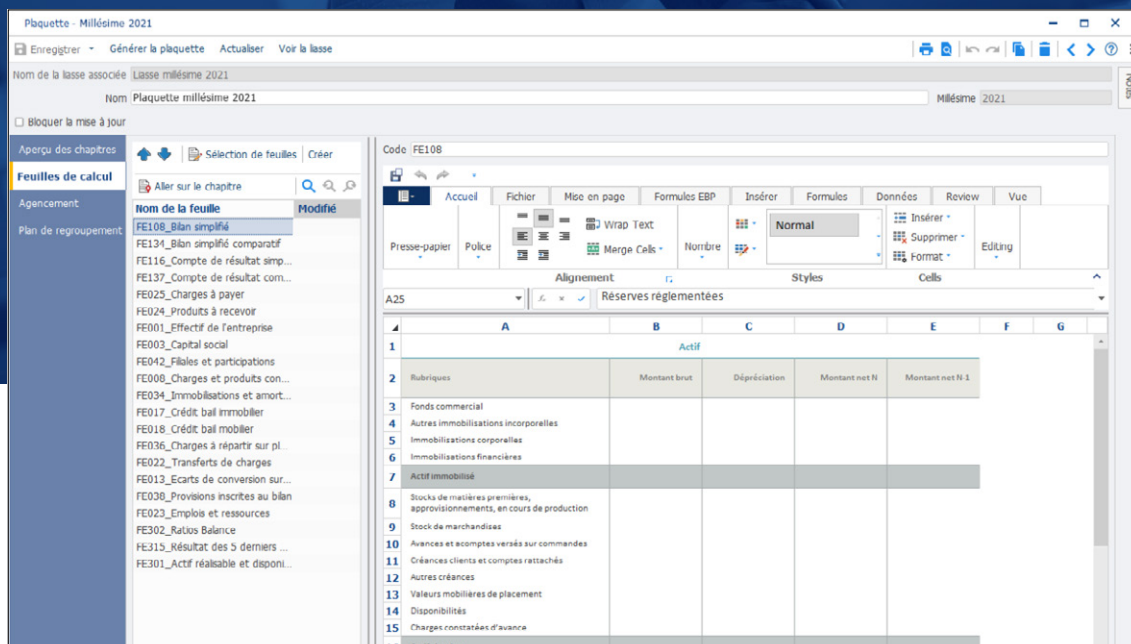 Plaquette - Millésime 2021
Enregistrer Générer la plaquette Actualiser Voir la liasse
Nom de la liasse associée Liasse milésime 2021
Nom Plaquette millésime 2021 Millésime 2021
Bloquer la mise à jour
Notes
Aperçu des chapitres
Feuilles de calcul
Agencement
Plan de regroupement
Sélection de feuilles Créer
Aller sur le chapitre
Nom de la feuille Modifié
FE108_Bilan simplifié
FE134_Bilan simplifié comparatif
FE116_Compte de résultat simp...
FE137_Compte de résultat com...
FE025_Charges à payer
FE024_Produits à recevoir
FE001_Effectif de l'entreprise
FE003_Capital social
FE042_Filiales et participations
FE008_Charges et produits con...
FE034_Immobilisations et amort...
FE017_Crédit bail immobilier
FE018_Crédit bail mobilier
FE036_Charges à répartir sur pl...
FE022_Transferts de charges
FE013_Ecarts de conversion sur...
FE038_Provisions inscrites au bilan
FE023_Emplois et ressources
FE302_Ratios Balance
FE315_Résultat des 5 derniers ...
FE301_Actif réalisable et disponi...
Code FE108
Accueil Fichier Mise en page Formules EBP Insérer Formules Données Review Vue
Presse-papier Police Wrap Text Merge Cells Nombre Normal Insérer Supprimer Format Editing
Alignement Styles Cells
A25 Réserves réglementées
A B C D E F G
1 Actif
2 Rubriques Montant brut Dépréciation Montant net N Montant net N-1
3 Fonds commercial
4 Autres immobilisations incorporelles
5 Immobilisations corporelles
6 Immobilisations financières
7 Actif immobilisé
8 Stocks de matières premières,
approvisionnements, en cours de production
9 Stock de marchandises
10 Avances et acomptes versés sur commandes
11 Créances clients et comptes rattachés
12 Autres créances
13 Valeurs mobilières de placement
14 Disponibilités
15 Charges constatées d'avance